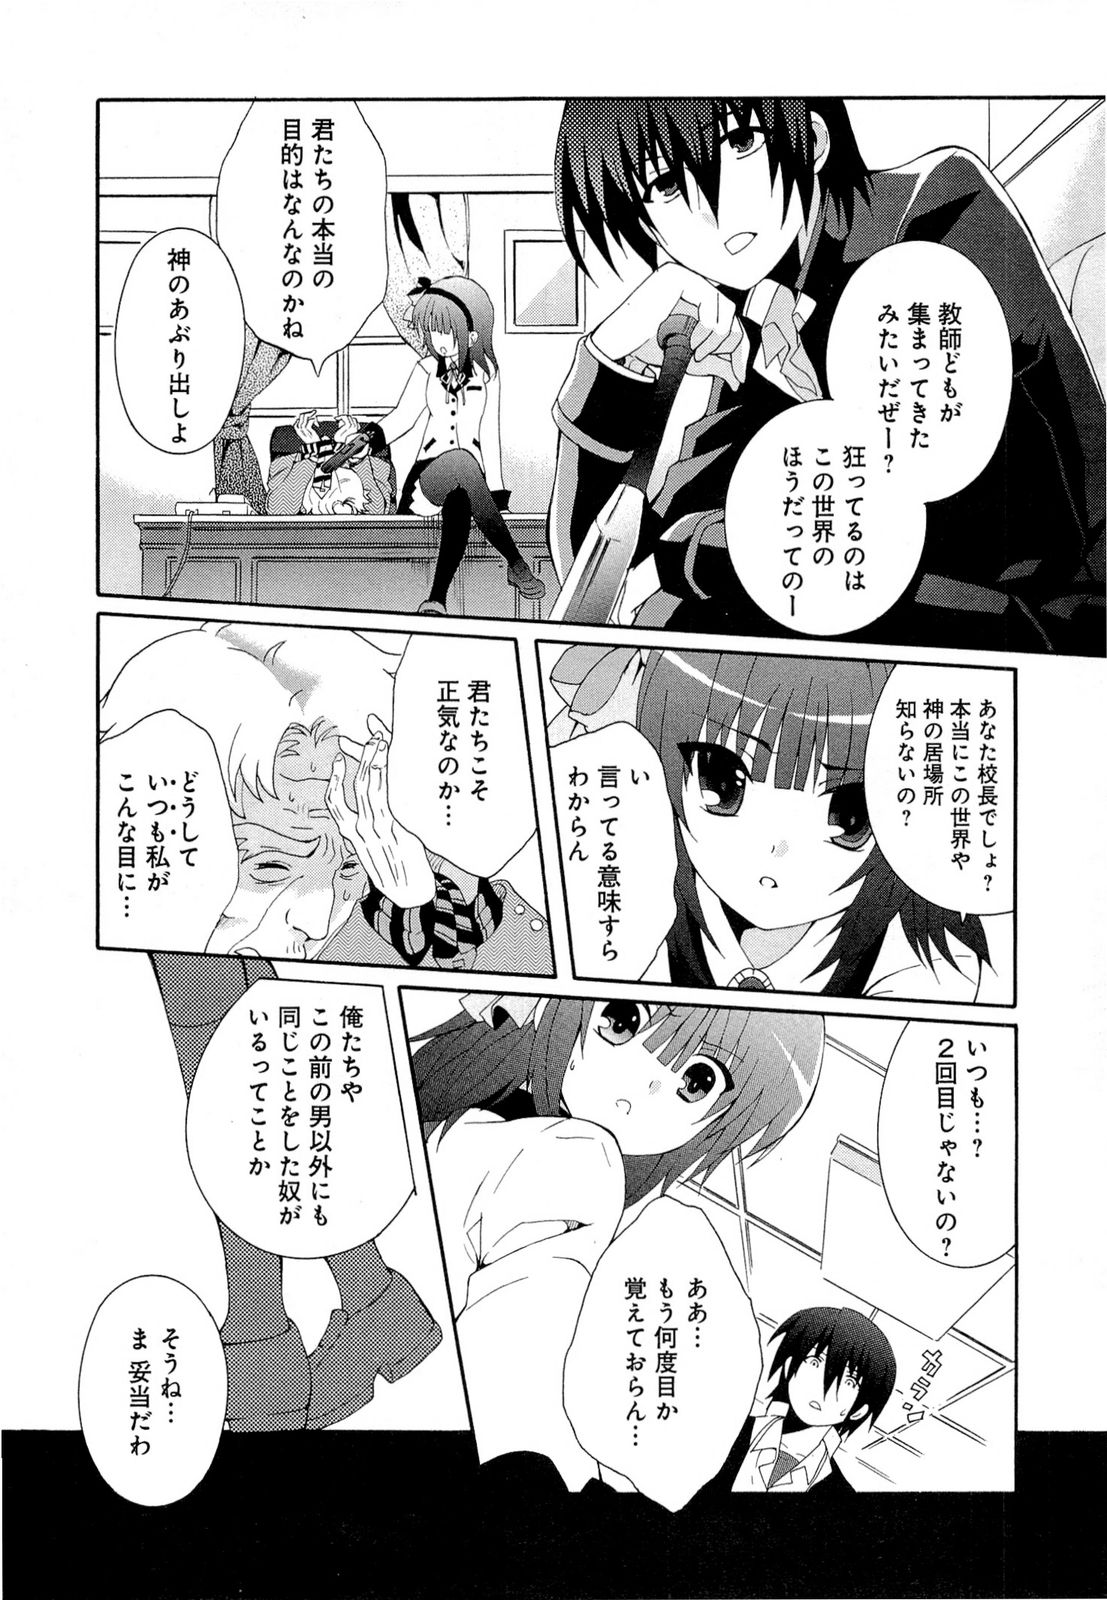 教師どもが
集まってきた
みたいだぜー？
狂ってるのは
この世界の
ほうだってのー
君たちの本当の
目的はなんなのかね
神のあぶり出しよ
あなた校長でしょ？
本当にこの世界や
神の居場所
知らないの？
い
言ってる意味すら
わからん
君たちこそ
正気なのか…
どうして
いつも私が
こんな目に…
いつも…？
２回目じゃないの？
ガラン
ああ…
もう何度目か
覚えておらん…
俺たちや
この前の男以外にも
同じことをした奴が
いるってことか
そうね…
ま 妥当だわ